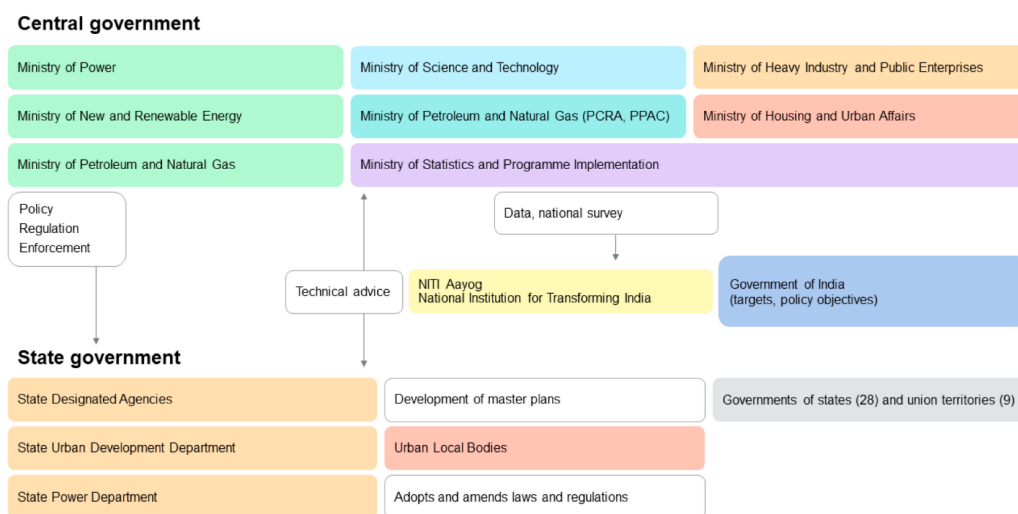 Central government
Ministry of Power
Ministry of Science and Technology
Ministry of Heavy Industry and Public Enterprises
Ministry of New and Renewable Energy
Ministry of Petroleum and Natural Gas (PCRA, PPAC)
Ministry of Housing and Urban Affairs
Ministry of Petroleum and Natural Gas
Ministry of Statistics and Programme Implementation
Policy
Regulation
Enforcement
Data, national survey
Technical advice
NITI Aayog
National Institution for Transforming India
Government of India
(targets, policy objectives)
State government
State Designated Agencies
Development of master plans
Governments of states (28) and union territories (9)
State Urban Development Department
Urban Local Bodies
State Power Department
Adopts and amends laws and regulations